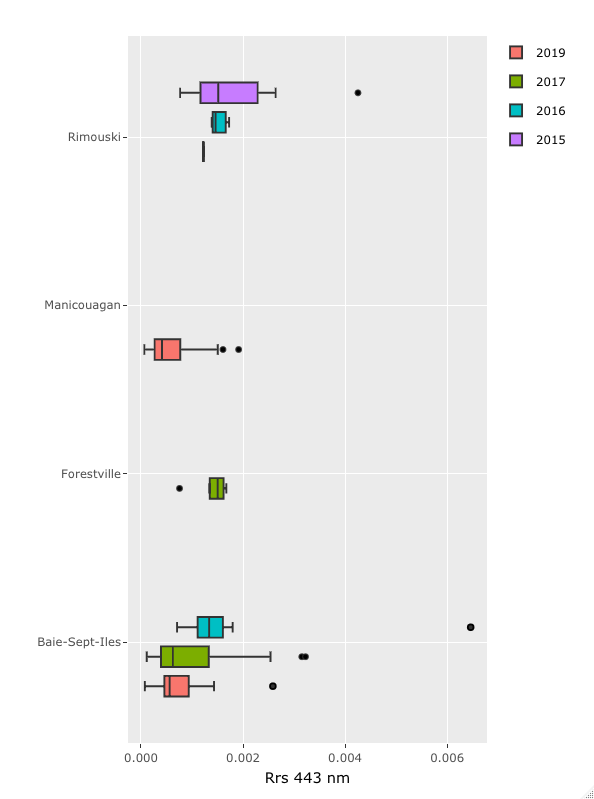 2019
2017
2016
2015
Rimouski
Manicouagan
Forestville
Baie-Sept-Iles
0.000 0.002 0.004 0.006
Rrs 443 nm